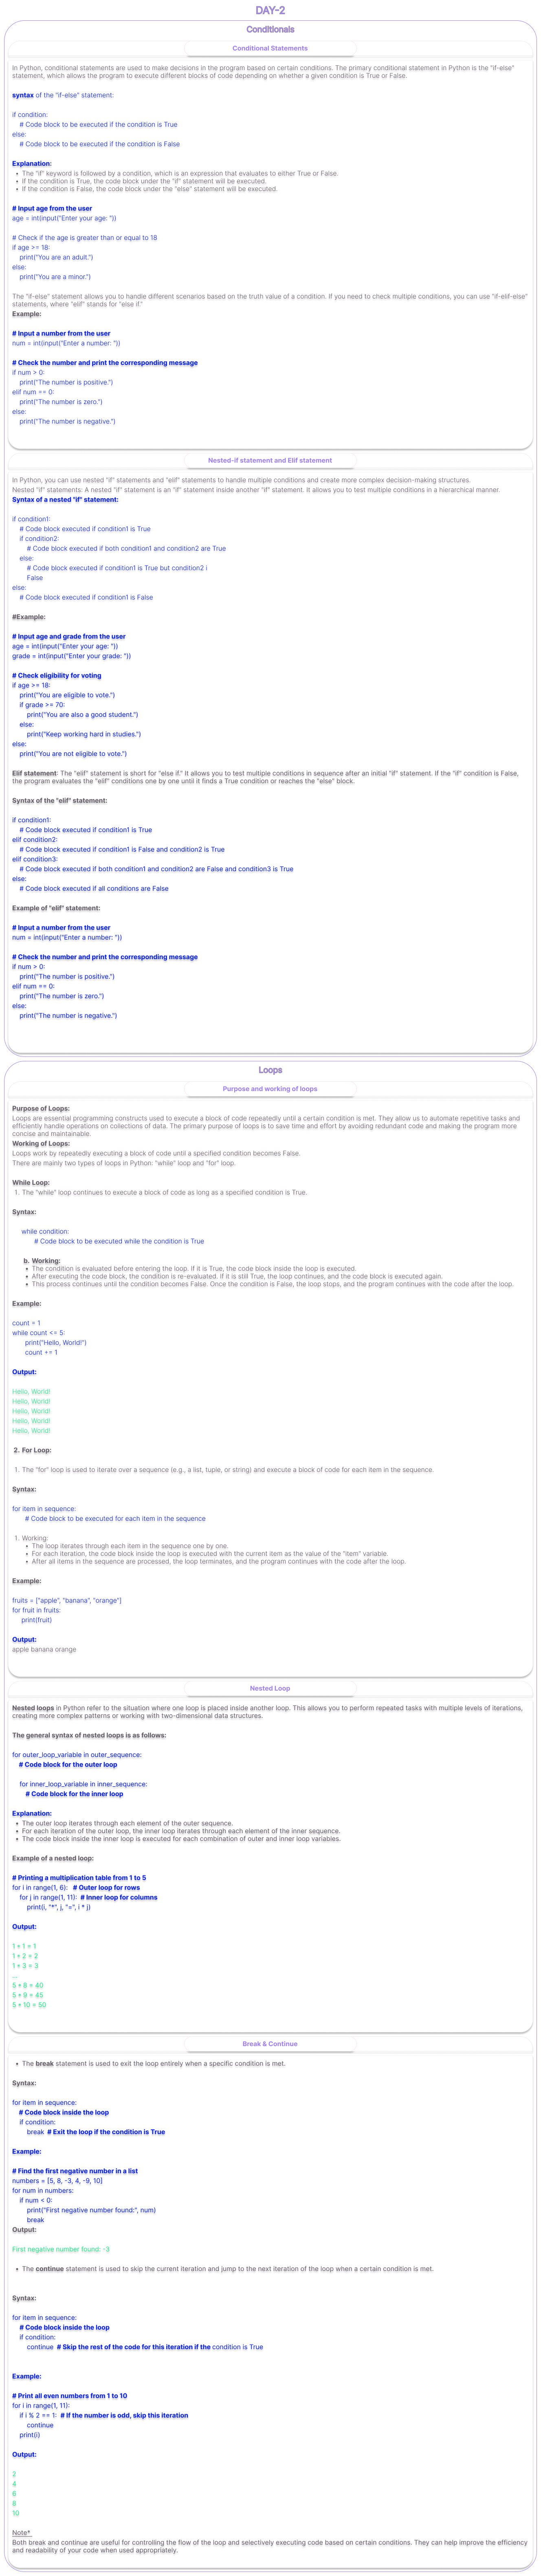 DAY-2
Conditionals
Conditional Statements
In Python, conditional statements are used to make decisions in the program based on certain conditions. The primary conditional statement in Python is the "if-else"
statement, which allows the program to execute different blocks of code depending on whether a given condition is True or False.
syntax of the "if-else" statement:
if condition:
# Code block to be executed if the condition is True
else:
# Code block to be executed if the condition is False
Explanation:
• The "if" keyword is followed by a condition, which is an expression that evaluates to either True or False.
• If the condition is True, the code block under the "if" statement will be executed.
• If the condition is False, the code block under the "else" statement will be executed.
# Input age from the user
age = int(input("Enter your age: "))
# Check if the age is greater than or equal to 18
if age >= 18:
print("You are an adult.")
else:
print("You are a minor.")
The "if-else" statement allows you to handle different scenarios based on the truth value of a condition. If you need to check multiple conditions, you can use "if-elif-else"
statements, where "elif" stands for "else if."
Example:
# Input a number from the user
num = int(input("Enter a number: "))
# Check the number and print the corresponding message
if num > 0:
print("The number is positive.")
elif num == 0:
print("The number is zero.")
else:
print("The number is negative.")
Nested-if statement and Elif statement
In Python, you can use nested "if" statements and "elif" statements to handle multiple conditions and create more complex decision-making structures.
Nested "if" statements: A nested "if" statement is an "if" statement inside another "if" statement. It allows you to test multiple conditions in a hierarchical manner.
Syntax of a nested "if" statement:
if condition1:
# Code block executed if condition1 is True
if condition2:
# Code block executed if both condition1 and condition2 are True
else:
# Code block executed if condition1 is True but condition2 i
False
else:
# Code block executed if condition1 is False
#Example:
# Input age and grade from the user
age = int(input("Enter your age: "))
grade = int(input("Enter your grade: "))
# Check eligibility for voting
if age >= 18:
print("You are eligible to vote.")
if grade >= 70:
print("You are also a good student.")
else:
print("Keep working hard in studies.")
else:
print("You are not eligible to vote.")
Elif statement: The "elif" statement is short for "else if." It allows you to test multiple conditions in sequence after an initial "if" statement. If the "if" condition is False,
the program evaluates the "elif" conditions one by one until it finds a True condition or reaches the "else" block.
Syntax of the "elif" statement:
if condition1:
# Code block executed if condition1 is True
elif condition2:
# Code block executed if condition1 is False and condition2 is True
elif condition3:
# Code block executed if both condition1 and condition2 are False and condition3 is True
else:
# Code block executed if all conditions are False
Example of "elif" statement:
# Input a number from the user
num = int(input("Enter a number: "))
# Check the number and print the corresponding message
if num > 0:
print("The number is positive.")
elif num == 0:
print("The number is zero.")
else:
print("The number is negative.")
Loops
Purpose and working of loops
Purpose of Loops:
Loops are essential programming constructs used to execute a block of code repeatedly until a certain condition is met. They allow us to automate repetitive tasks and
efficiently handle operations on collections of data. The primary purpose of loops is to save time and effort by avoiding redundant code and making the program more
concise and maintainable.
Working of Loops:
Loops work by repeatedly executing a block of code until a specified condition becomes False.
There are mainly two types of loops in Python: "while" loop and "for" loop.
While Loop:
1. The "while" loop continues to execute a block of code as long as a specified condition is True.
Syntax:
while condition:
# Code block to be executed while the condition is True
b. Working:
• The condition is evaluated before entering the loop. If it is True, the code block inside the loop is executed.
• After executing the code block, the condition is re-evaluated. If it is still True, the loop continues, and the code block is executed again.
• This process continues until the condition becomes False. Once the condition is False, the loop stops, and the program continues with the code after the loop.
Example:
count = 1
while count <= 5:
print("Hello, World!")
count += 1
Output:
Hello, World!
Hello, World!
Hello, World!
Hello, World!
Hello, World!
2. For Loop:
1. The "for" loop is used to iterate over a sequence (e.g., a list, tuple, or string) and execute a block of code for each item in the sequence.
Syntax:
for item in sequence:
# Code block to be executed for each item in the sequence
1. Working:
• The loop iterates through each item in the sequence one by one.
• For each iteration, the code block inside the loop is executed with the current item as the value of the "item" variable.
• After all items in the sequence are processed, the loop terminates, and the program continues with the code after the loop.
Example:
fruits = ["apple", "banana", "orange"]
for fruit in fruits:
print(fruit)
Output:
apple banana orange
Nested Loop
Nested loops in Python refer to the situation where one loop is placed inside another loop. This allows you to perform repeated tasks with multiple levels of iterations,
creating more complex patterns or working with two-dimensional data structures.
The general syntax of nested loops is as follows:
for outer_loop_variable in outer_sequence:
# Code block for the outer loop
for inner_loop_variable in inner_sequence:
# Code block for the inner loop
Explanation:
• The outer loop iterates through each element of the outer sequence.
• For each iteration of the outer loop, the inner loop iterates through each element of the inner sequence.
• The code block inside the inner loop is executed for each combination of outer and inner loop variables.
Example of a nested loop:
# Printing a multiplication table from 1 to 5
for i in range(1, 6): # Outer loop for rows
for j in range(1, 11): # Inner loop for columns
print(i, "*", j, "=", i * j)
Output:
1 * 1 = 1
1 * 2 = 2
1 * 3 = 3
...
5 * 8 = 40
5 * 9 = 45
5 * 10 = 50
Break & Continue
• The break statement is used to exit the loop entirely when a specific condition is met.
Syntax:
for item in sequence:
# Code block inside the loop
if condition:
break # Exit the loop if the condition is True
Example:
# Find the first negative number in a list
numbers = [5, 8, -3, 4, -9, 10]
for num in numbers:
if num < 0:
print("First negative number found:", num)
break
Output:
First negative number found: -3
• The continue statement is used to skip the current iteration and jump to the next iteration of the loop when a certain condition is met.
Syntax:
for item in sequence:
# Code block inside the loop
if condition:
continue # Skip the rest of the code for this iteration if the condition is True
Example:
# Print all even numbers from 1 to 10
for i in range(1, 11):
if i % 2 == 1: # If the number is odd, skip this iteration
continue
print(i)
Output:
2
4
6
8
10
Note*
Both break and continue are useful for controlling the flow of the loop and selectively executing code based on certain conditions. They can help improve the efficiency
and readability of your code when used appropriately.